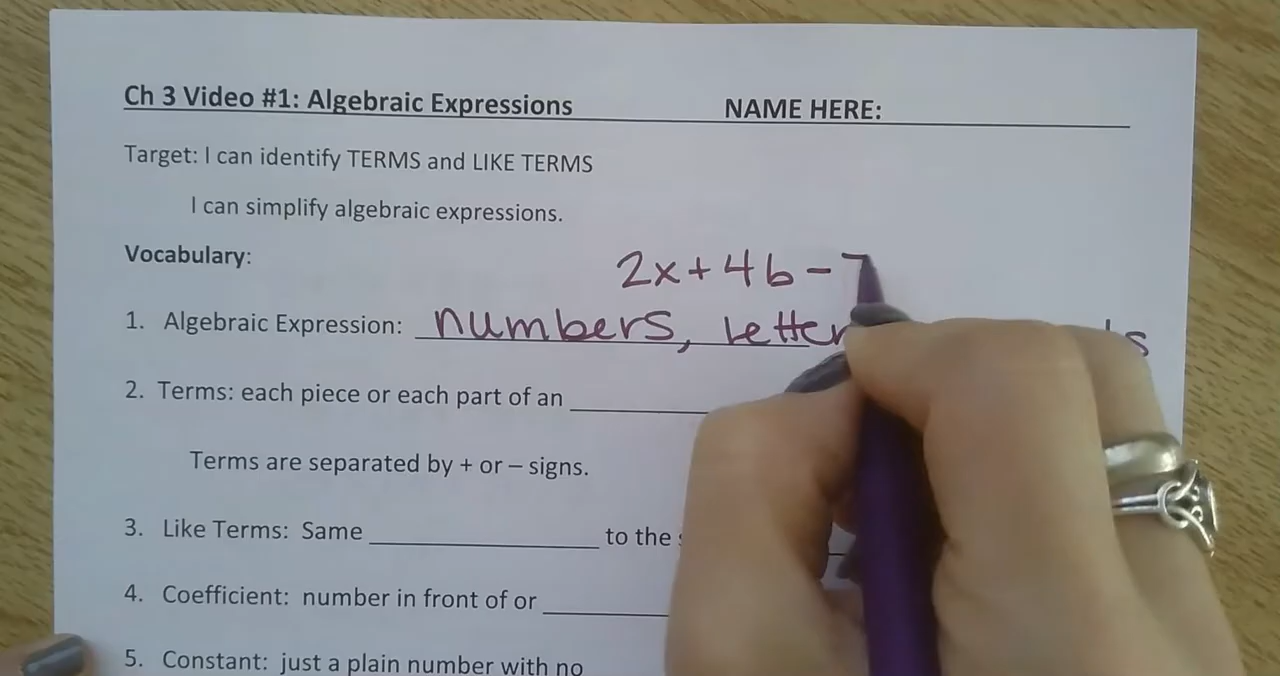 Ch 3 Video #1: Algebraic Expressions NAME HERE:
Target: I can identify TERMS and LIKE TERMS
I can simplify algebraic expressions.
Vocabulary:
2x + 4b -
1. Algebraic Expression: numbers, letter
2. Terms: each piece or each part of an
Terms are separated by + or – signs.
3. Like Terms: Same to the
4. Coefficient: number in front of or
5. Constant: just a plain number with no